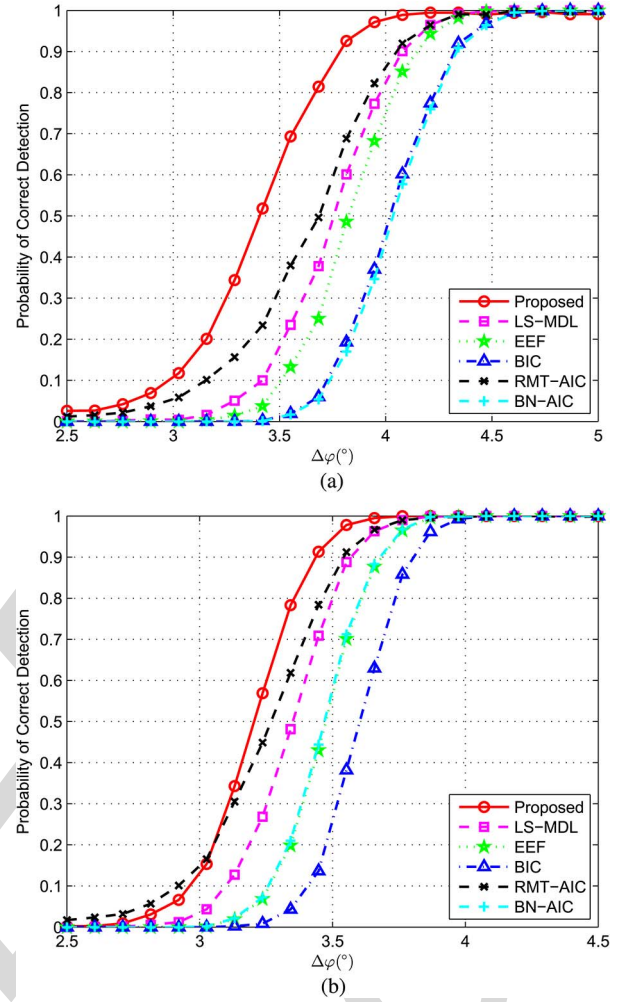 1
0.9
0.8
0.7
0.6
0.5
0.4
0.3
0.2
0.1
0
Probability of Correct Detection
Proposed
LS-MDL
EEF
BIC
RMT-AIC
BN-AIC
2.5 3 3.5 4 4.5 5
Δφ(°)
(a)
1
0.9
0.8
0.7
0.6
0.5
0.4
0.3
0.2
0.1
0
Probability of Correct Detection
Proposed
LS-MDL
EEF
BIC
RMT-AIC
BN-AIC
2.5 3 3.5 4 4.5
Δφ(°)
(b)